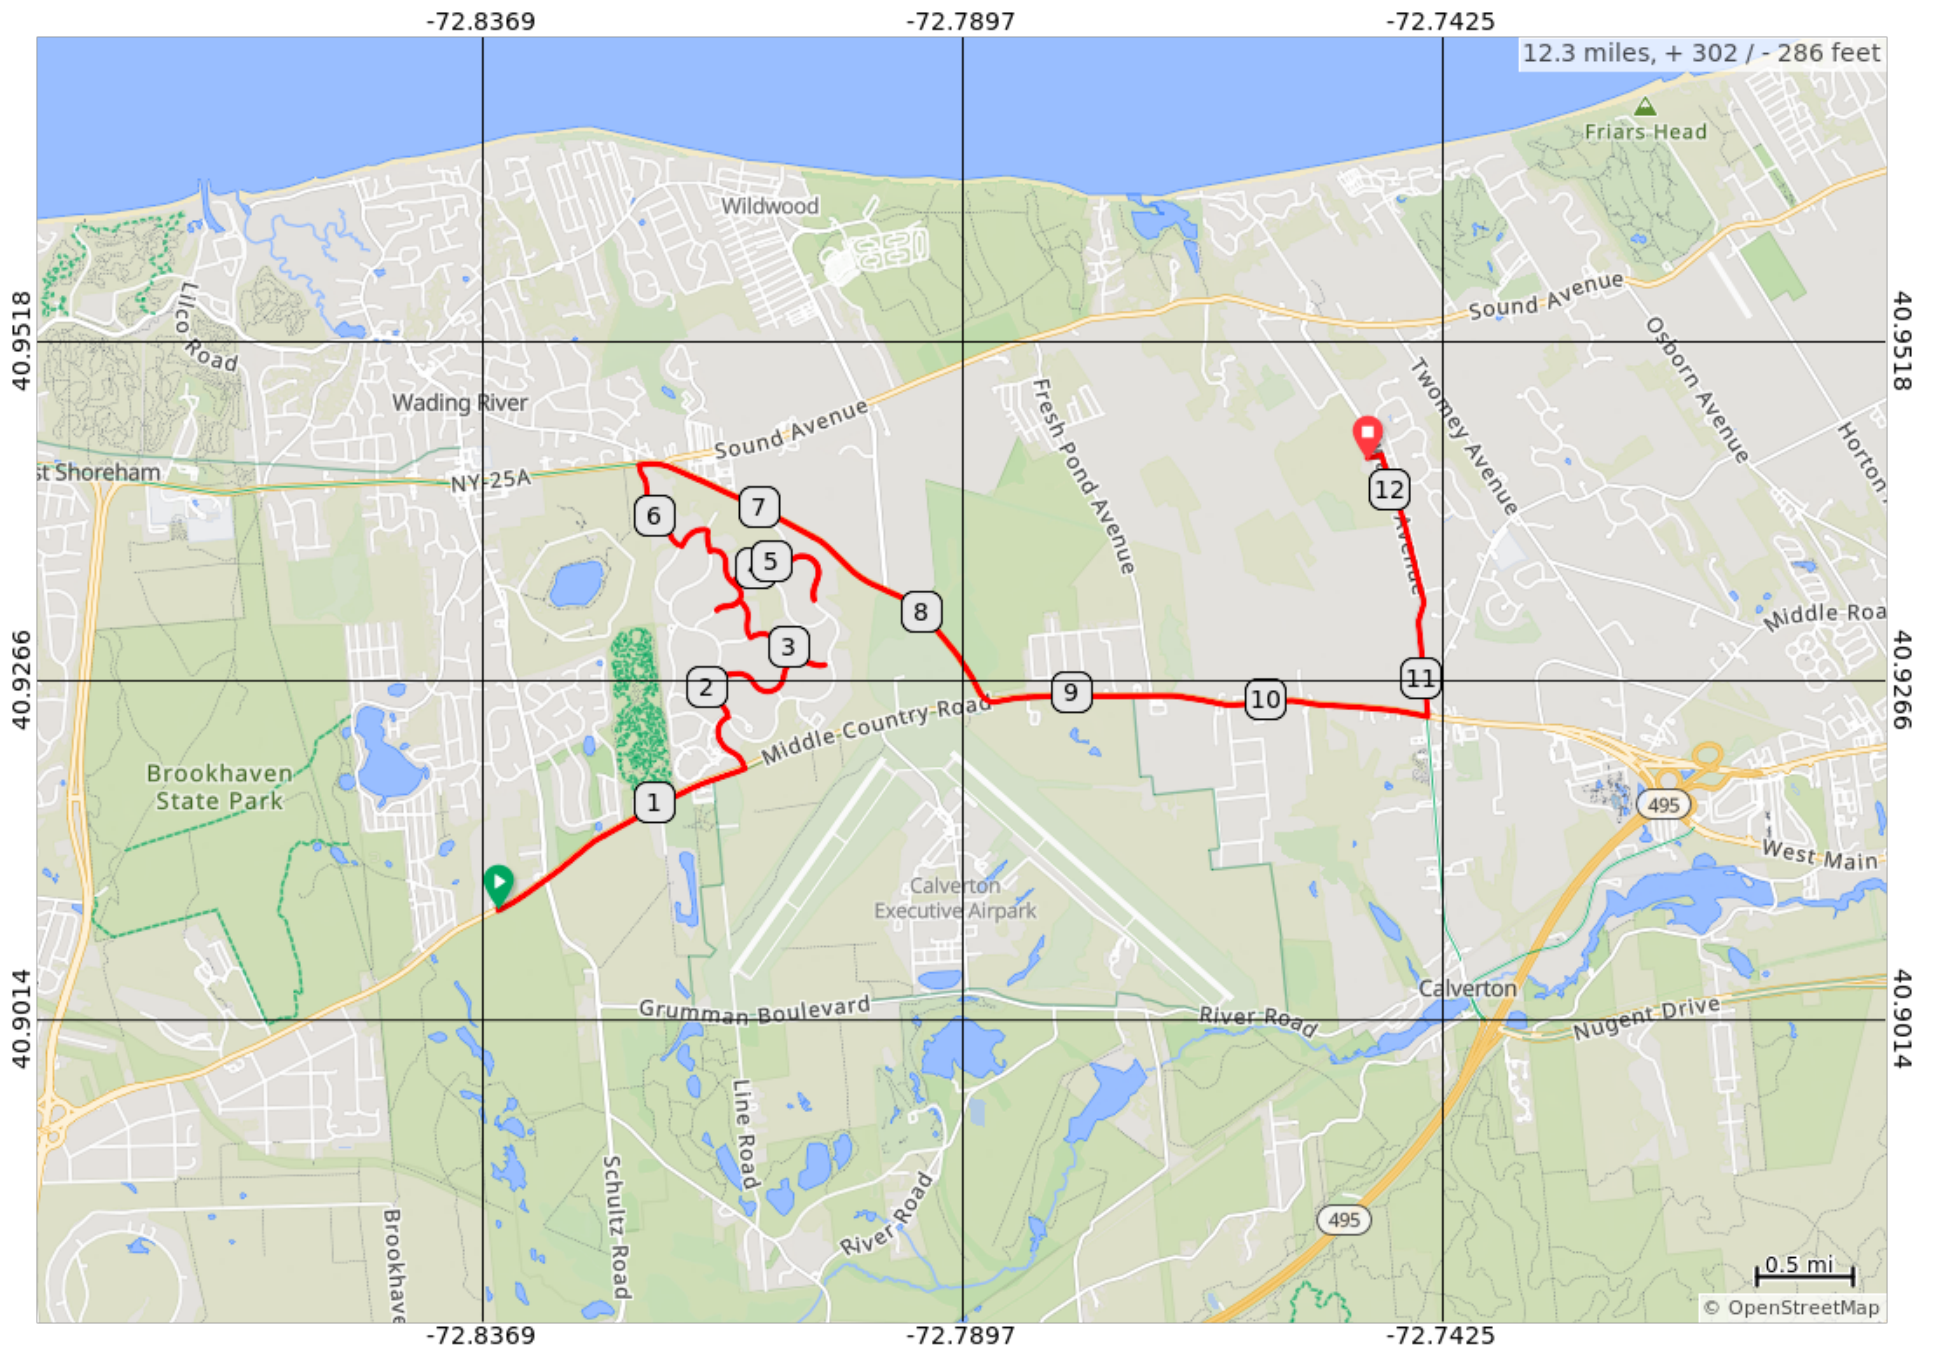 -72.8369
-72.7897
-72.7425
12.3 miles, + 302 / - 286 feet
Friars Head
Wildwood
Lilco Road
Sound Avenue
40.9518
40.9518
Osborn Avenue
Twomey Avenue
Fresh Pond Avenue
Wading River
Sound Avenue
Horton
st Shoreham
NY-25A
12
6
7
Avenue
5
8
Middle Roa
3
40.9266
40.9266
2
11
9
10
Middle Country Road
Brookhaven
State Park
1
495
West Main
Calverton
Executive Airpark
40.9014
40.9014
Calverton
Grumman Boulevard
River Road
Nugent Drive
Line Road
Schultz Road
River Road
Brookhave
495
0.5 mi
© OpenStreetMap
-72.8369
-72.7897
-72.7425